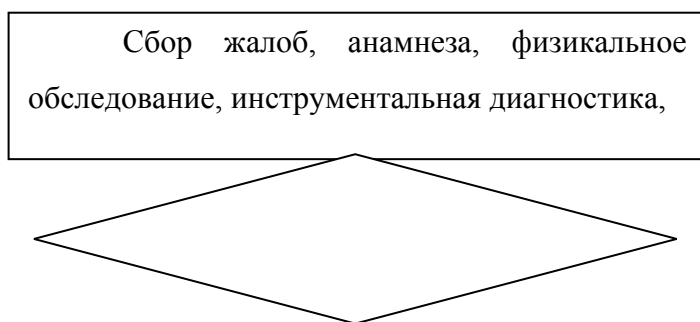 Сбор жалоб, анамнеза, физикальное
обследование, инструментальная диагностика,